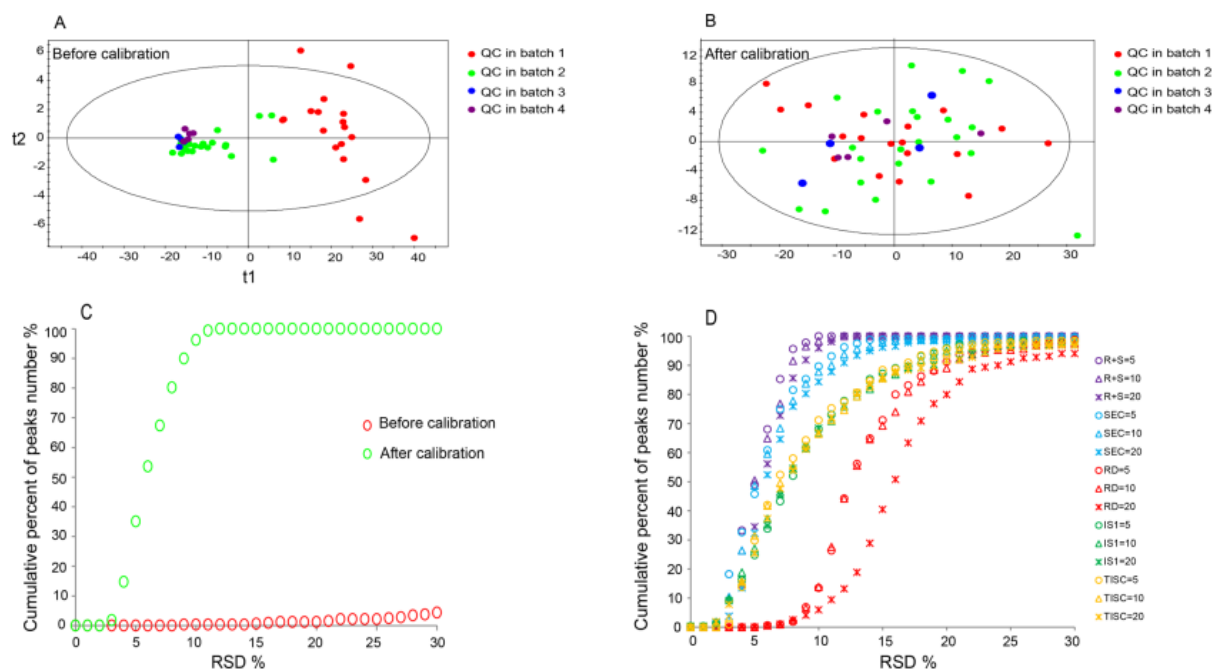 A
Before calibration
6
4
2
0
-2
-4
-6
t2
-40
-30
-20
-10
0
10
20
30
40
t1
QC in batch 1
QC in batch 2
QC in batch 3
QC in batch 4
B
After calibration
12
8
4
0
-4
-8
-12
-30
-20
-10
0
10
20
30
QC in batch 1
QC in batch 2
QC in batch 3
QC in batch 4
C
Cumulative percent of peaks number %
100
90
80
70
60
50
40
30
20
10
0
0
5
10
15
20
25
30
RSD %
Before calibration
After calibration
D
Cumulative percent of peaks number %
100
90
80
70
60
50
40
30
20
10
0
0
5
10
15
20
25
30
RSD %
R+S=5
R+S=10
R+S=20
SEC=5
SEC=10
SEC=20
RD=5
RD=10
RD=20
IS1=5
IS1=10
IS1=20
TISC=5
TISC=10
TISC=20